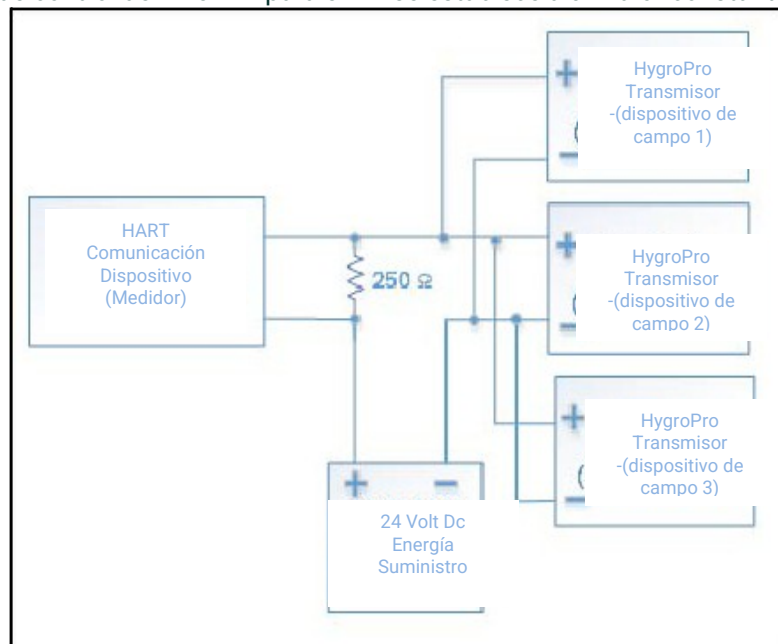 HygroPro
Transmisor
-(dispositivo de
campo 1)
HART
Comunicación
Dispositivo
(Medidor)
250 Ω
HygroPro
Transmisor
-(dispositivo de
campo 2)
HygroPro
Transmisor
-(dispositivo de
campo 3)
+
−
+
−
+
−
+ −
24 Volt Dc
Energía
Suministro